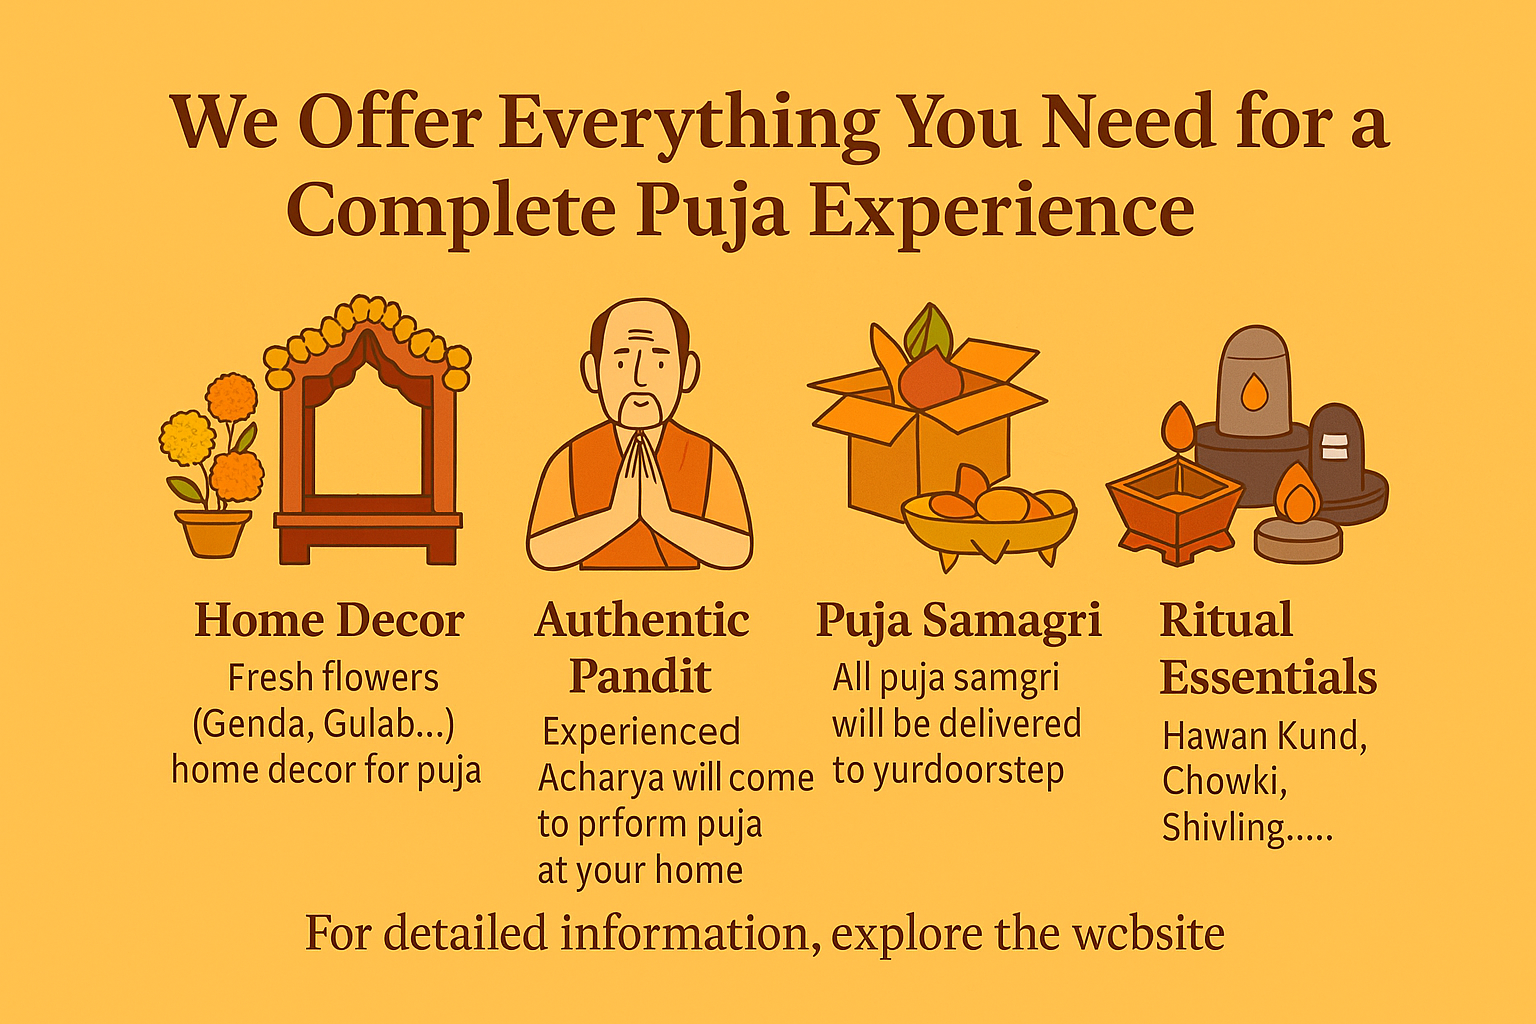 We Offer Everything You Need for a
Complete Puja Experience
Home Decor
Fresh flowers
(Genda, Gulab...)
home decor for puja
Authentic
Pandit
Experienced
Acharya will come
to prform puja
at your home
Puja Samagri
All puja samgri
will be delivered
to yurdoorstep
Ritual
Essentials
Hawan Kund,
Chowki,
Shivling.....
For detailed information, explore the wcbsite